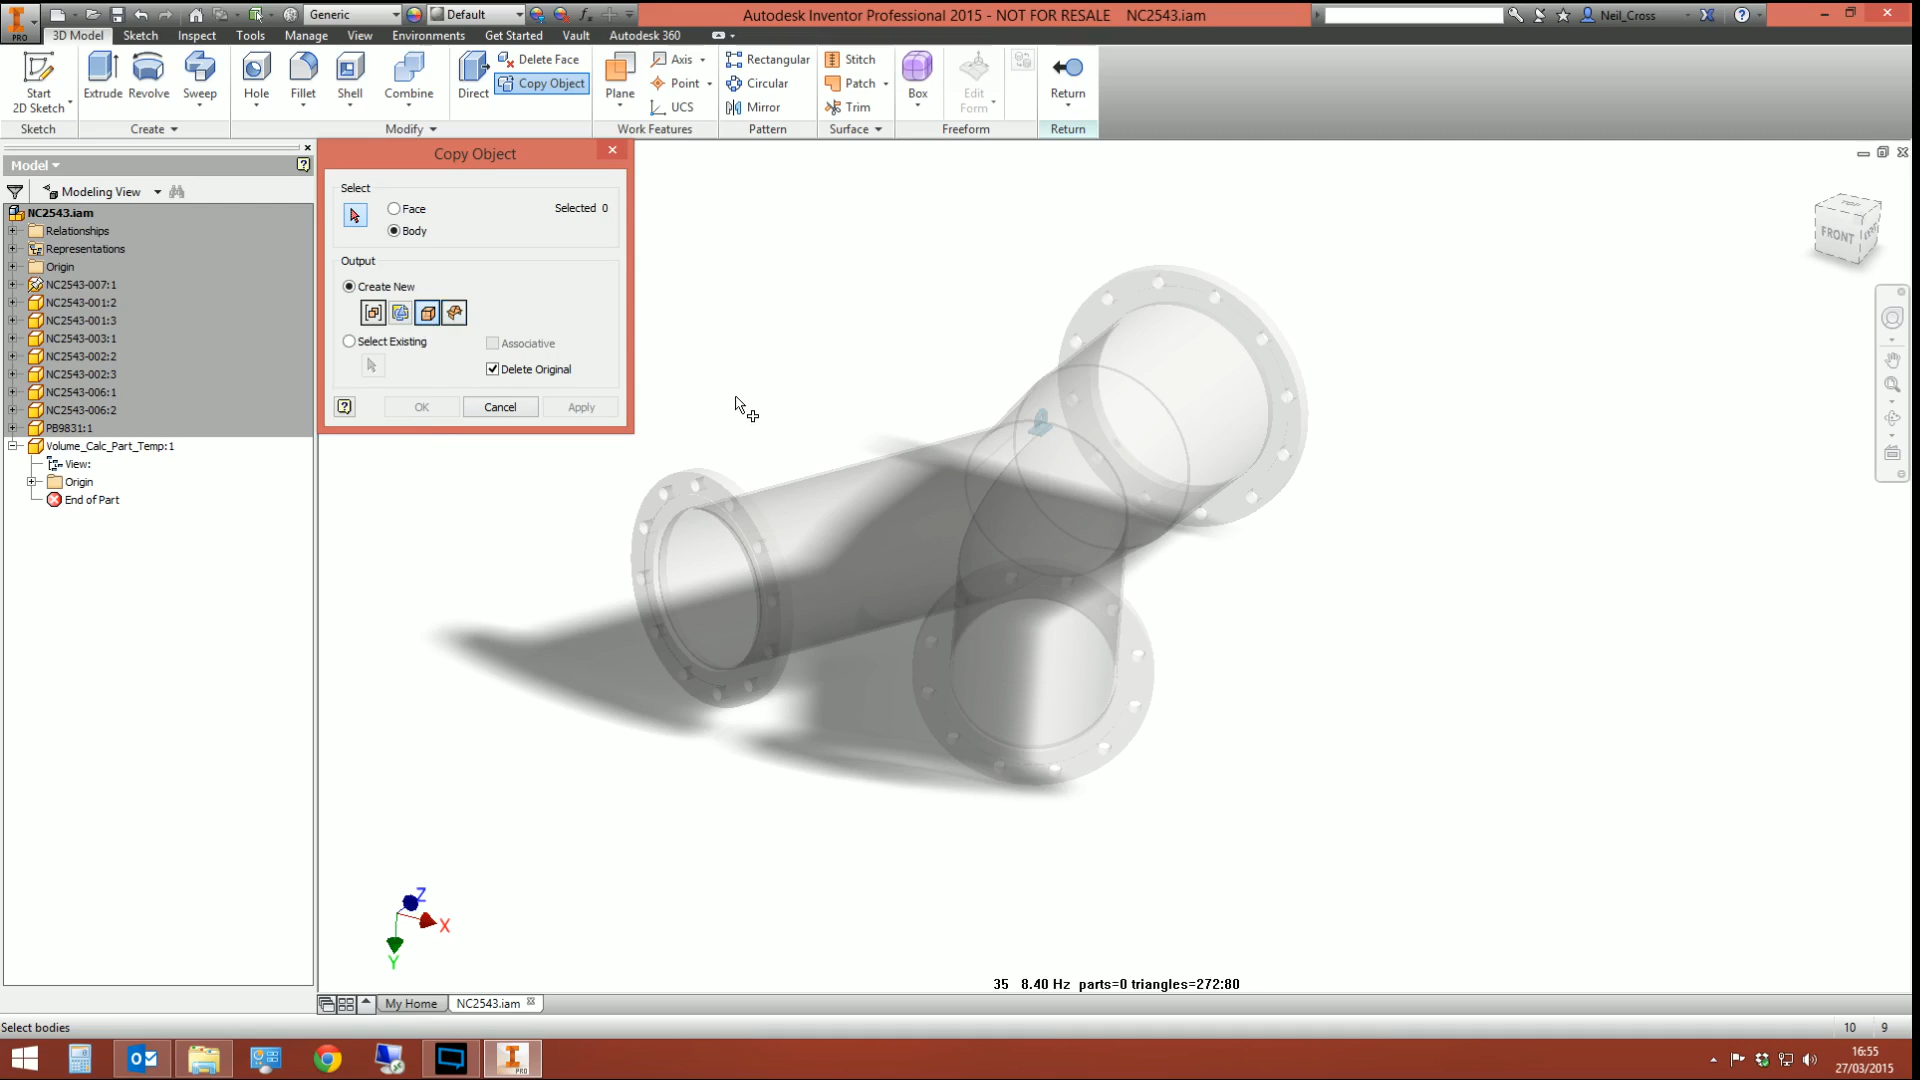 Generic
Default
Autodesk Inventor Professional 2015 - NOT FOR RESALE NC2543.iam
Neil_Cross
PRO
3D Model
Sketch
Inspect
Tools
Manage
View
Environments
Get Started
Vault
Autodesk 360
Start
2D Sketch
Extrude
Revolve
Sweep
Hole
Fillet
Shell
Combine
Direct
Delete Face
Copy Object
Plane
Axis
Point
UCS
Rectangular
Circular
Mirror
Stitch
Patch
Trim
Box
Edit
Form
Return
Sketch
Create
Modify
Work Features
Pattern
Surface
Freeform
Return
Model
Modeling View
NC2543.iam
Relationships
Representations
Origin
NC2543-007:1
NC2543-001:2
NC2543-001:3
NC2543-003:1
NC2543-002:2
NC2543-002:3
NC2543-006:1
NC2543-006:2
PB9831:1
Volume_Calc_Part_Temp:1
View:
Origin
End of Part
Copy Object
Select
Face
Selected 0
Body
Output
Create New
Select Existing
Associative
Delete Original
OK
Cancel
Apply
FRONT
Z
X
Y
35 8.40 Hz parts=0 triangles=272:80
My Home
NC2543.iam
Select bodies
10 9
PRO
16:55
27/03/2015